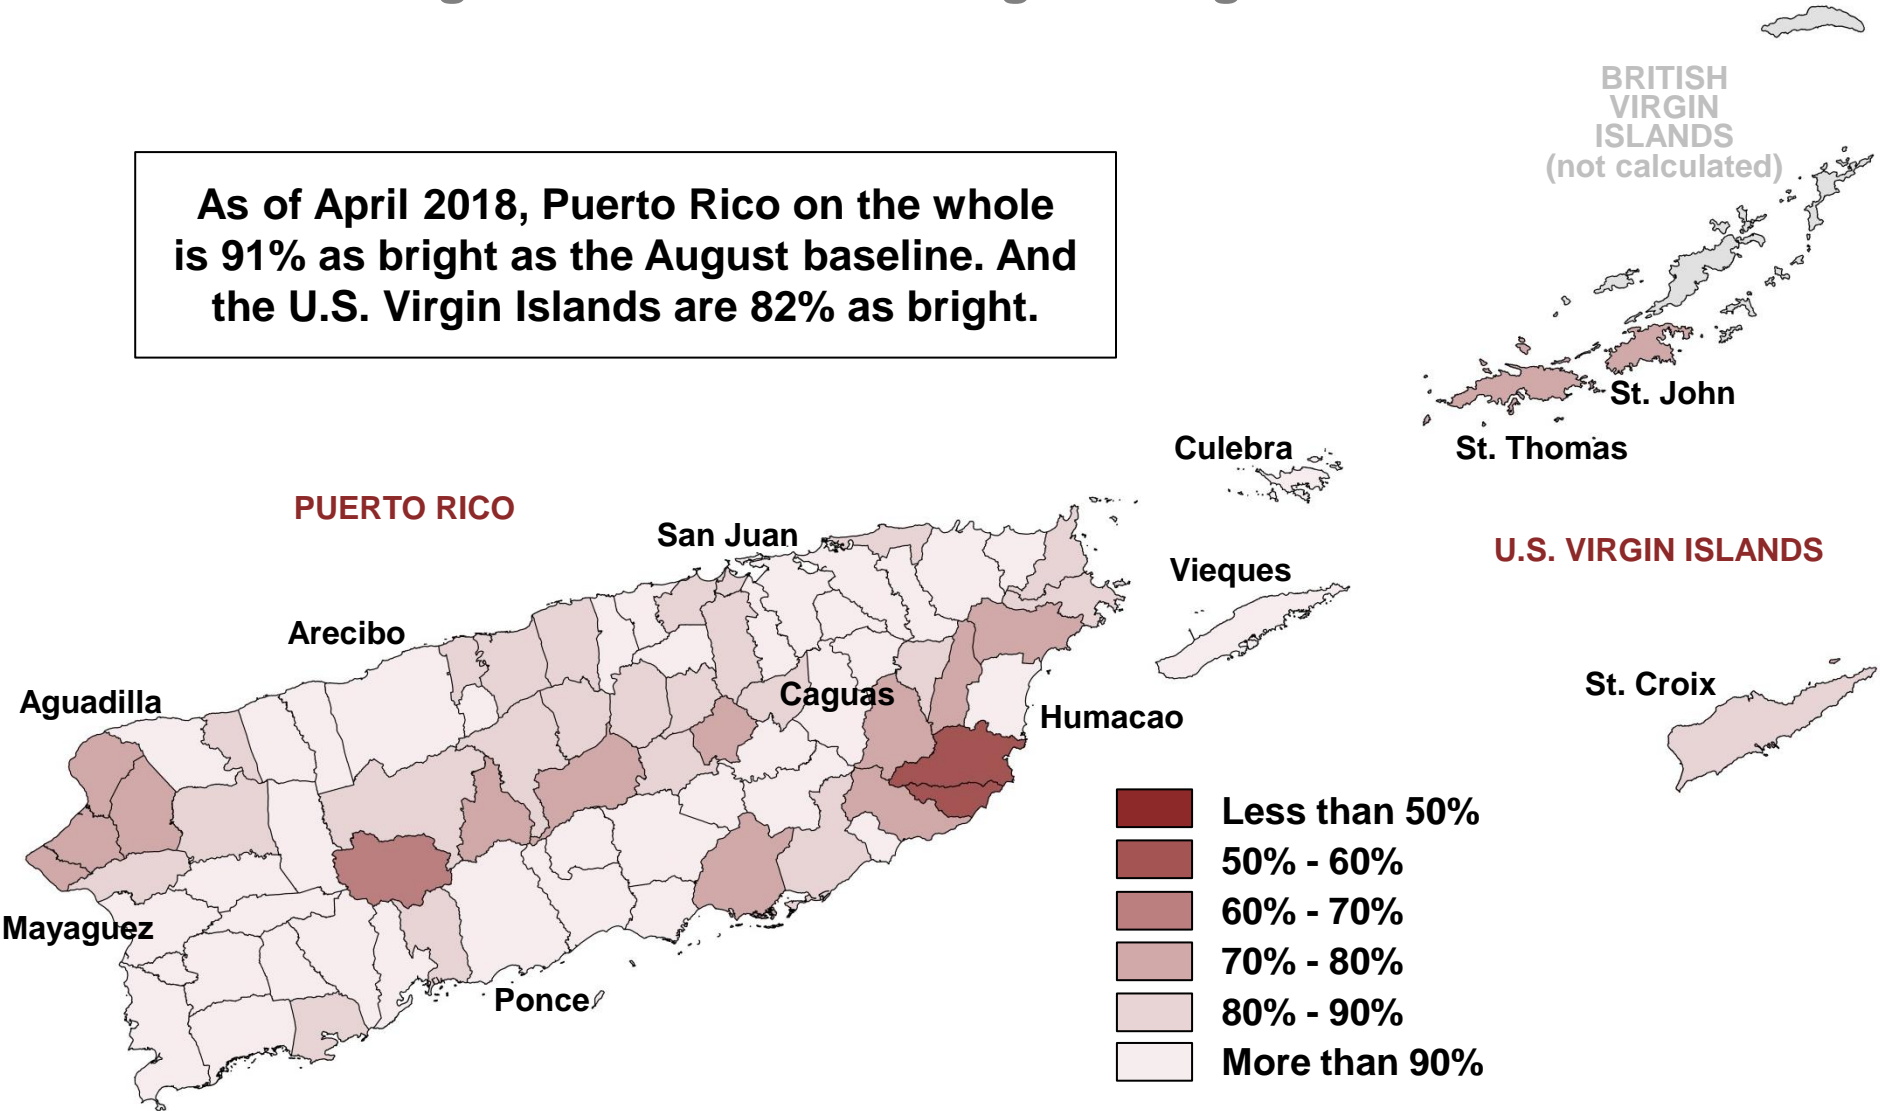 BRITISH
VIRGIN
ISLANDS
(not calculated)
As of April 2018, Puerto Rico on the whole
is 91% as bright as the August baseline. And
the U.S. Virgin Islands are 82% as bright.
St. John
Culebra
St. Thomas
PUERTO RICO
San Juan
U.S. VIRGIN ISLANDS
Vieques
Arecibo
St. Croix
Aguadilla
Caguas
Humacao
Less than 50%
50% - 60%
60% - 70%
Mayaguez
70% - 80%
Ponce
80% - 90%
More than 90%